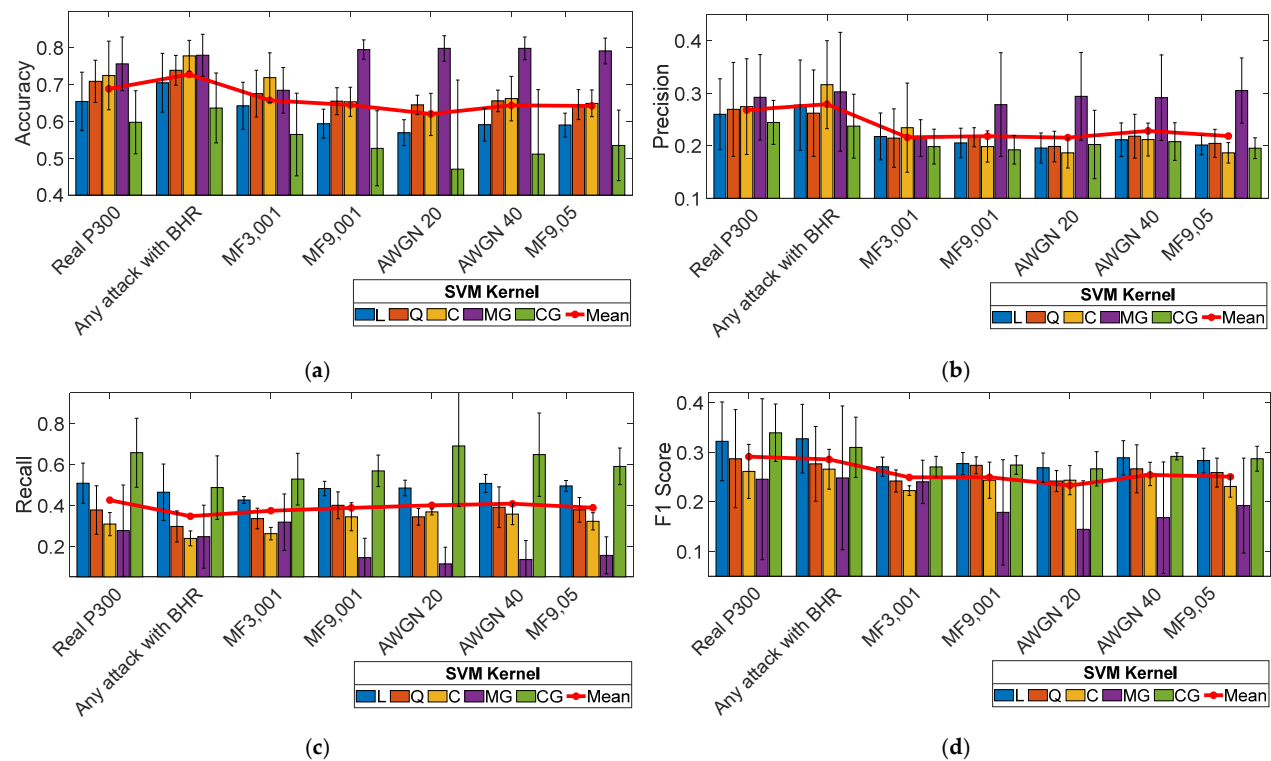 Accuracy
0.8
0.7
0.6
0.5
0.4
Real P300
Any attack with BHR
MF3,001
MF9,001
AWGN 20
AWGN 40
MF9,05
SVM Kernel
L Q C MG CG Mean
(a)
Precision
0.4
0.3
0.2
0.1
Real P300
Any attack with BHR
MF3,001
MF9,001
AWGN 20
AWGN 40
MF9,05
SVM Kernel
L Q C MG CG Mean
(b)
Recall
0.8
0.6
0.4
0.2
Real P300
Any attack with BHR
MF3,001
MF9,001
AWGN 20
AWGN 40
MF9,05
SVM Kernel
L Q C MG CG Mean
(c)
F1 Score
0.4
0.3
0.2
0.1
Real P300
Any attack with BHR
MF3,001
MF9,001
AWGN 20
AWGN 40
MF9,05
SVM Kernel
L Q C MG CG Mean
(d)